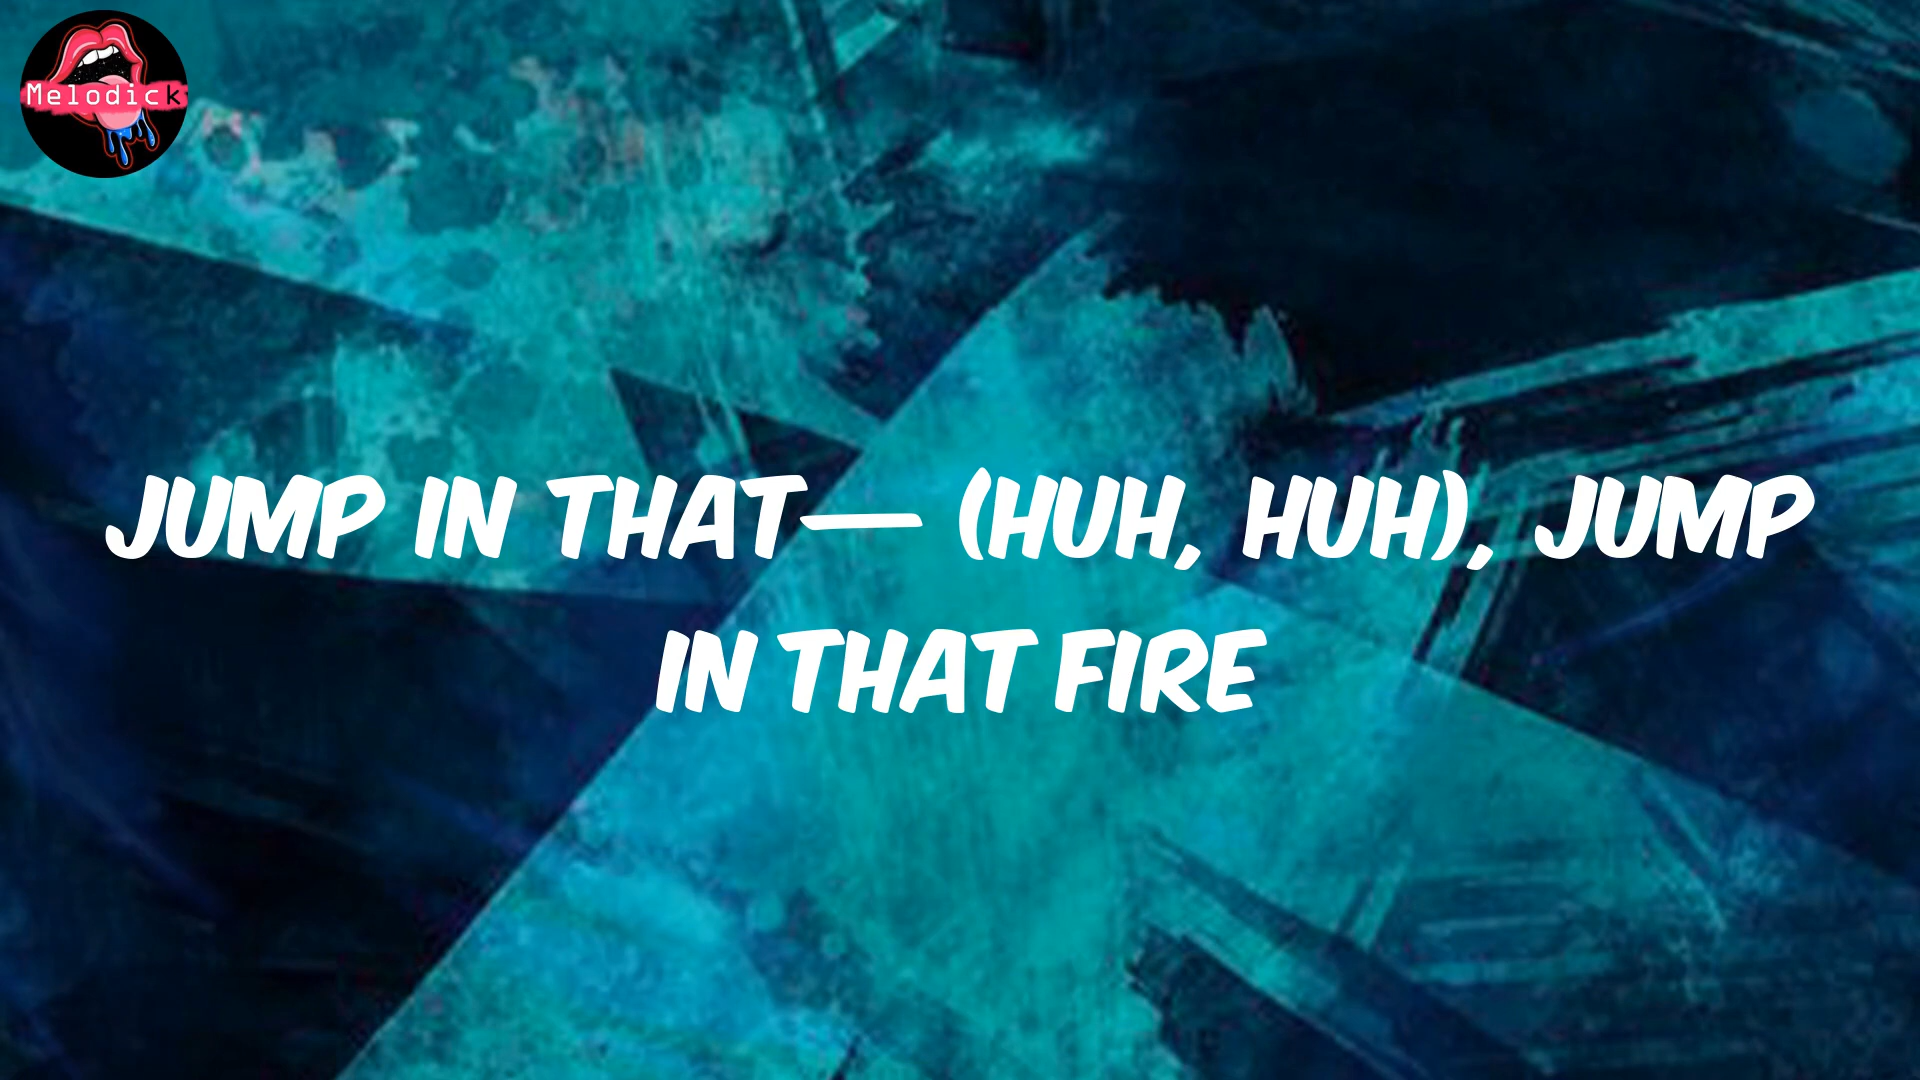 Melodick
JUMP IN THAT— (HUH, HUH), JUMP
IN THAT FIRE